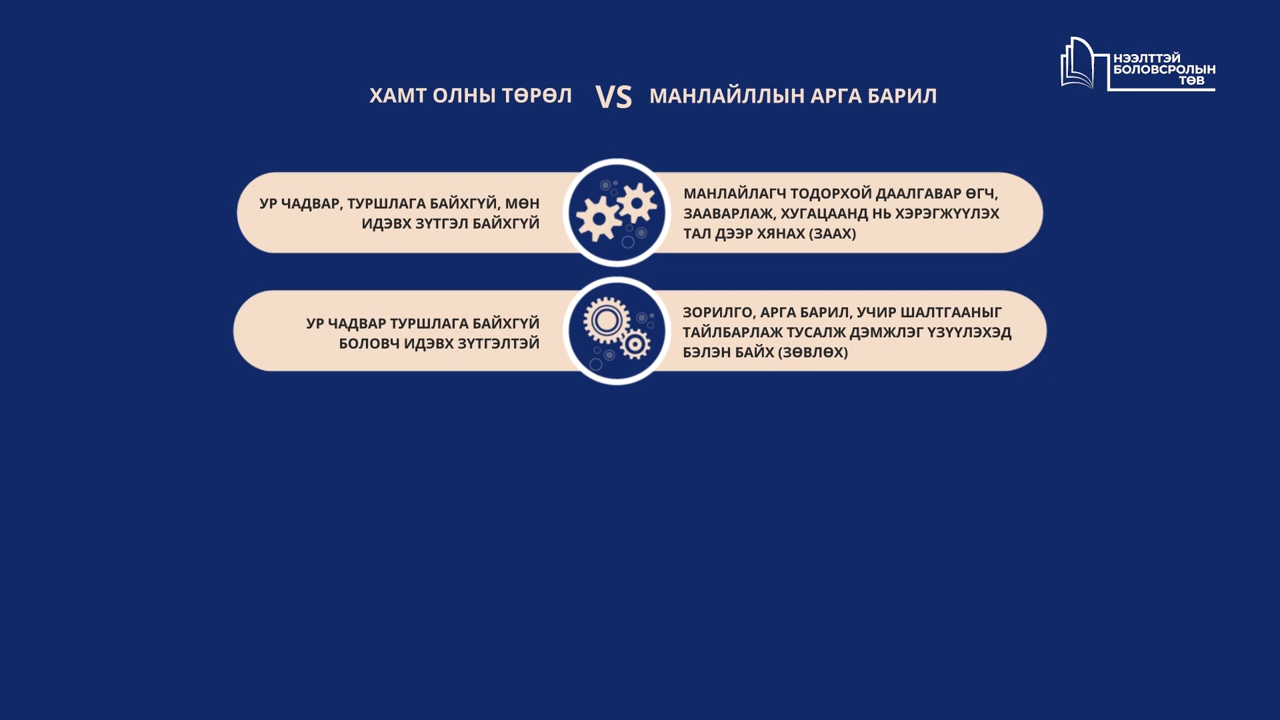 НЭЭЛТТЭЙ
БОЛОВСРОЛЫН
ТӨВ
ХАМТ ОЛНЫ ТӨРӨЛ VS МАНЛАЙЛЛЫН АРГА БАРИЛ
УР ЧАДВАР, ТУРШЛАГА БАЙХГҮЙ, МӨН
ИДЭВХ ЗҮТГЭЛ БАЙХГҮЙ
МАНЛАЙЛАГЧ ТОДОРХОЙ ДААЛГАВАР ӨГЧ,
ЗААВАРЛАЖ, ХУГАЦААНД НЬ ХЭРЭГЖҮҮЛЭХ
ТАЛ ДЭЭР ХЯНАХ (ЗААХ)
УР ЧАДВАР ТУРШЛАГА БАЙХГҮЙ
БОЛОВЧ ИДЭВХ ЗҮТГЭЛТЭЙ
ЗОРИЛГО, АРГА БАРИЛ, УЧИР ШАЛТГААНЫГ
ТАЙЛБАРЛАЖ ТУСАЛЖ ДЭМЖЛЭГ ҮЗҮҮЛЭХЭД
БЭЛЭН БАЙХ (ЗӨВЛӨХ)